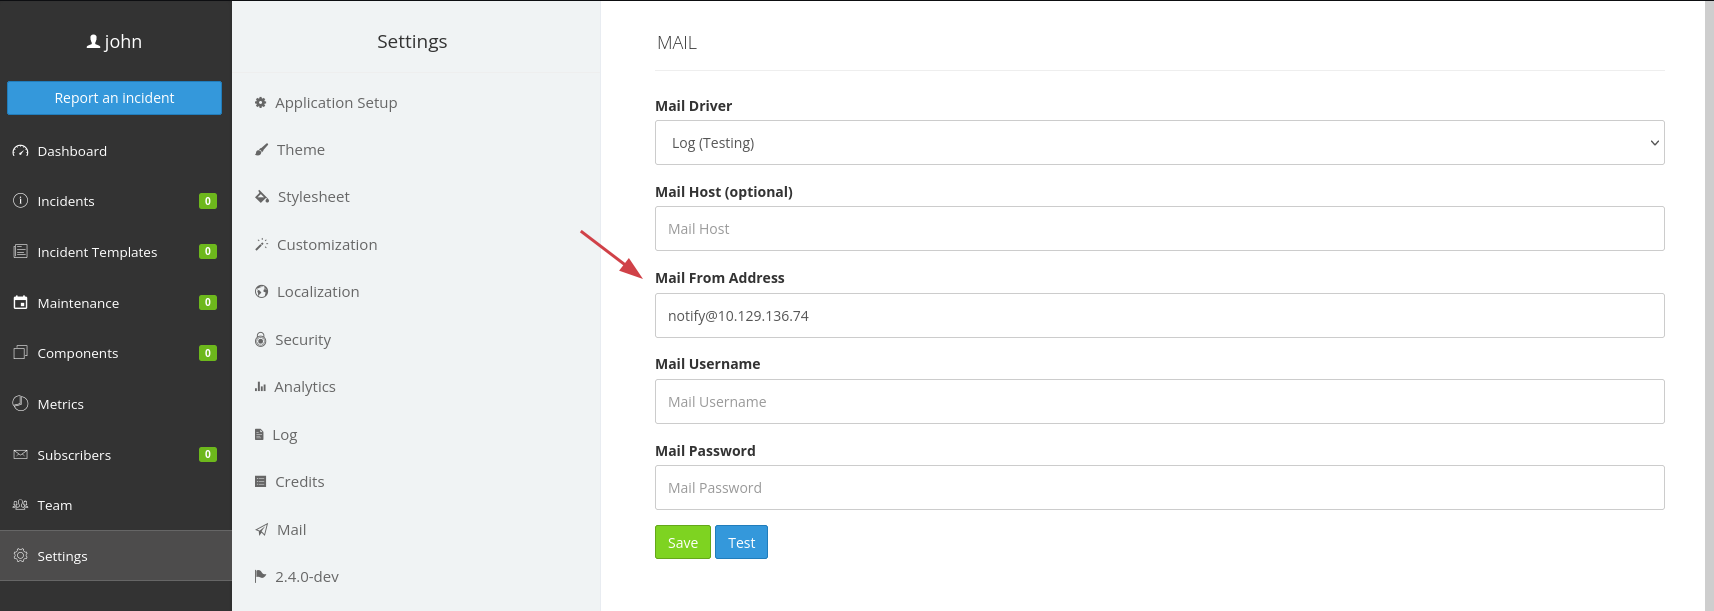 john
Report an incident
Dashboard
Incidents 0
Incident Templates 0
Maintenance 0
Components 0
Metrics
Subscribers 0
Team
Settings
Settings
Application Setup
Theme
Stylesheet
Customization
Localization
Security
Analytics
Log
Credits
Mail
2.4.0-dev
MAIL
Mail Driver
Log (Testing)
Mail Host (optional)
Mail Host
Mail From Address
notify@10.129.136.74
Mail Username
Mail Username
Mail Password
Mail Password
Save Test